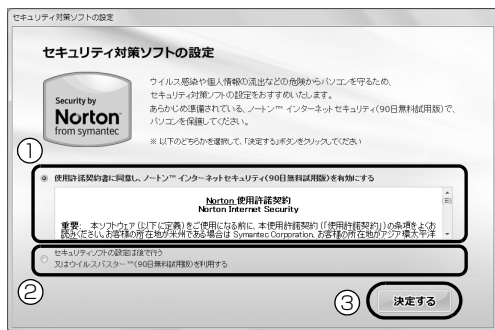 セキュリティ対策ソフトの設定
セキュリティ対策ソフトの設定
Security by
Norton
from symantec
ウイルス感染や個人情報の流出などの危険からパソコンを守るため、
セキュリティ対策ソフトの設定をおすすめいたします。
あらかじめ準備されている、ノートン™ インターネットセキュリティ(90日無料試用版)で、
パソコンを保護してください。
※ 以下のどちらかを選択して、「決定する」ボタンをクリックしてください
①
使用許諾契約書に同意し、ノートン™ インターネットセキュリティ(90日無料試用版)を有効にする
Norton 使用許諾契約
Norton Internet Security
重要: 本ソフトウェア(以下に定義)をご使用になる前に、本使用許諾契約(「使用許諾契約」)の条項をよくお
読みください。お客様の所在地が米州である場合は Symantec Corporation、お客様の所在地がアジア環太平洋
セキュリティソフトの設定は後で行う
又はウイルスバスター™(90日無料試用版)を利用する
②
③
決定する